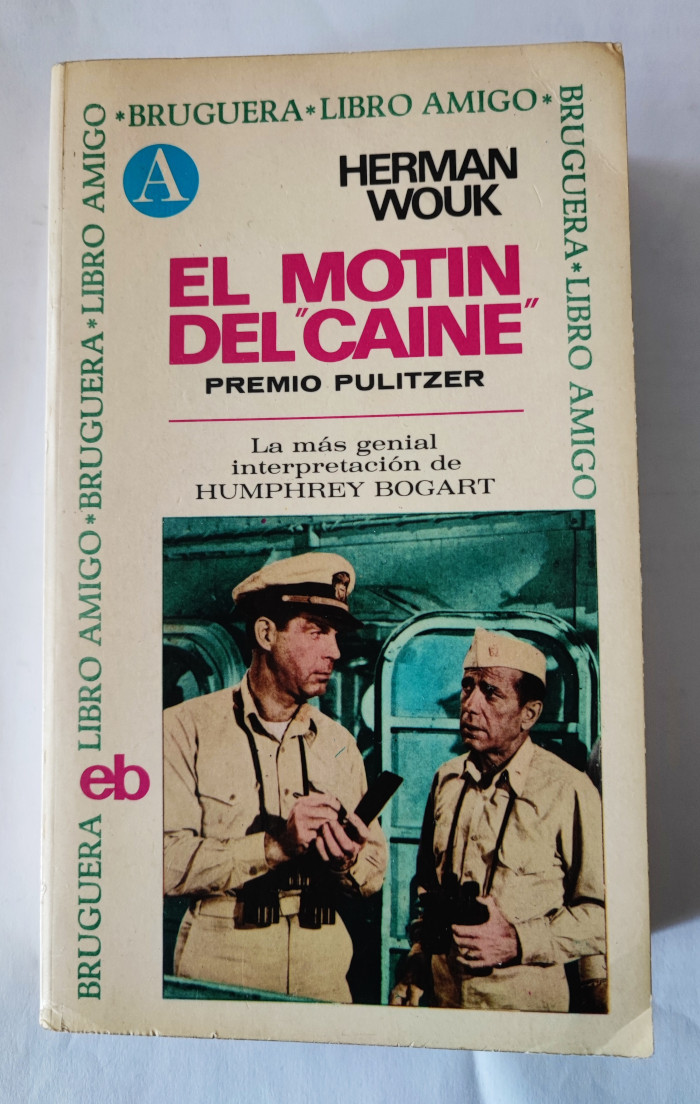 *BRUGUERA*LIBRO AMIGO*
BRUGUERA*LIBRO AMIGO
BRUGUERA LIBRO AMIGO*BRUGUERA*LIBRO AMIGO
A
HERMAN
WOUK
EL MOTIN
DEL "CAINE"
PREMIO PULITZER
La más genial
interpretación de
HUMPHREY BOGART
eb